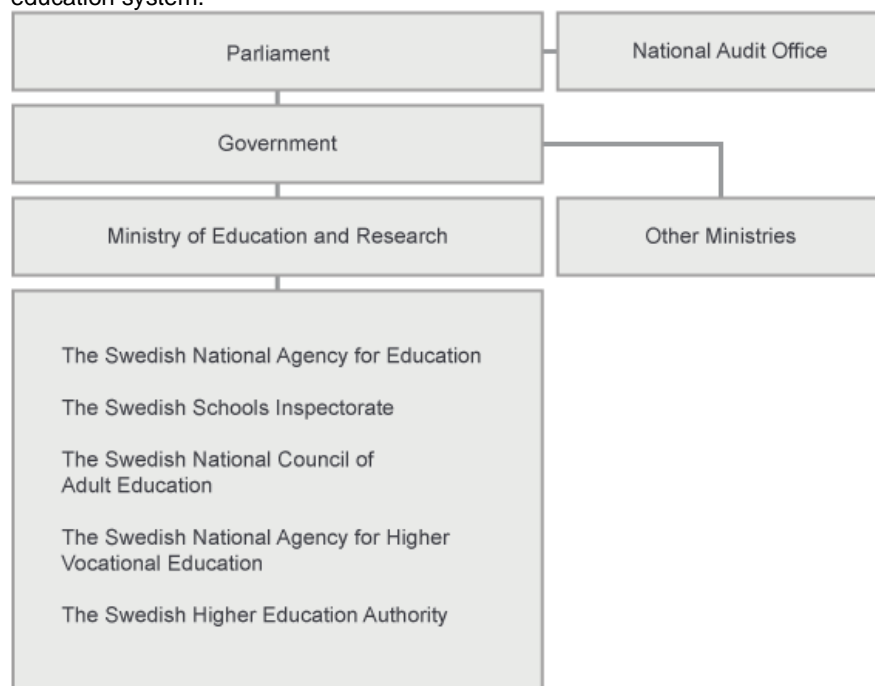 education system.
Parliament
National Audit Office
Government
Ministry of Education and Research
Other Ministries
The Swedish National Agency for Education
The Swedish Schools Inspectorate
The Swedish National Council of
Adult Education
The Swedish National Agency for Higher
Vocational Education
The Swedish Higher Education Authority